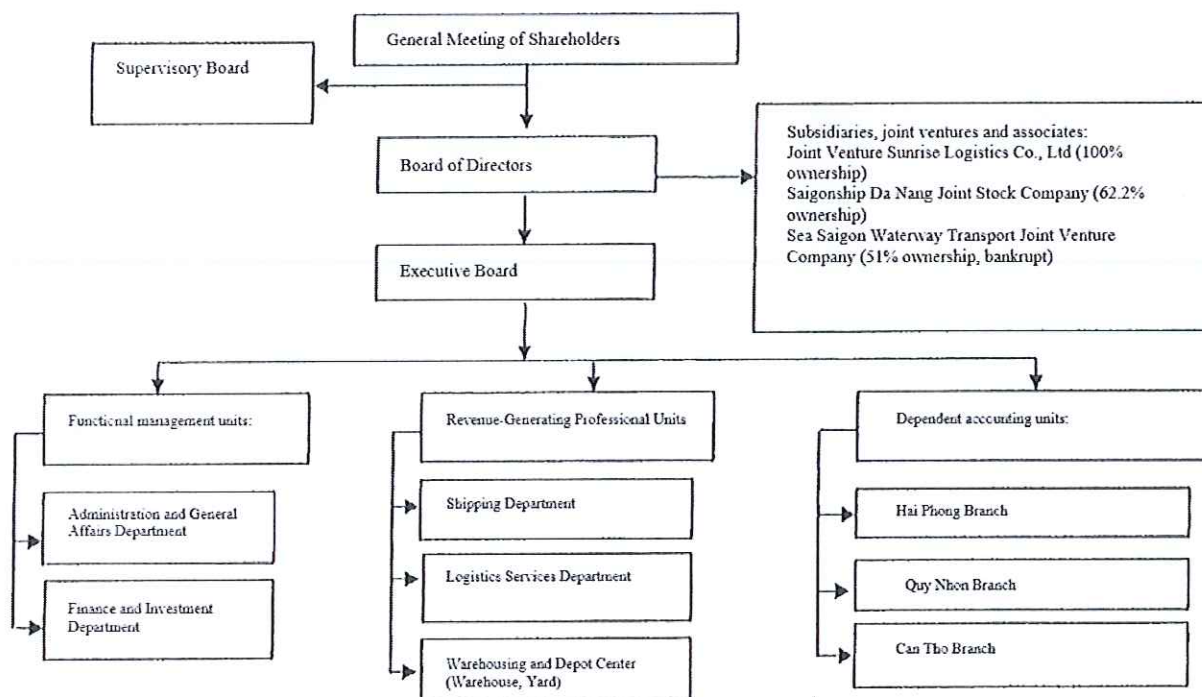 General Meeting of Shareholders
Supervisory Board
Board of Directors
Subsidiaries, joint ventures and associates:
Joint Venture Sunrise Logistics Co., Ltd (100%
ownership)
Saigonship Da Nang Joint Stock Company (62.2%
ownership)
Sea Saigon Waterway Transport Joint Venture
Company (51% ownership, bankrupt)
Executive Board
Functional management units:
Administration and General
Affairs Department
Finance and Investment
Department
Revenue-Generating Professional Units
Shipping Department
Logistics Services Department
Warehousing and Depot Center
(Warehouse, Yard)
Dependent accounting units:
Hai Phong Branch
Quy Nhon Branch
Can Tho Branch